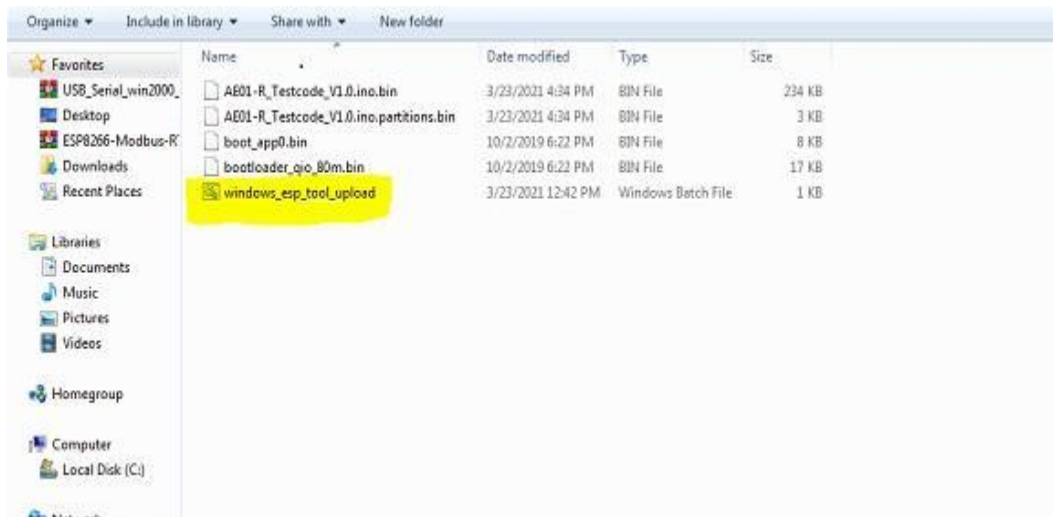 Organize Include in library Share with New folder
Favorites
USB_Serial_win2000_
Desktop
ESP8266-Modbus-R
Downloads
Recent Places
Libraries
Documents
Music
Pictures
Videos
Homegroup
Computer
Local Disk (C:)
Name Date modified Type Size
AE01-R_Testcode_V1.0.ino.bin 3/23/2021 4:34 PM BIN File 234 KB
AE01-R_Testcode_V1.0.ino.partitions.bin 3/23/2021 4:34 PM BIN File 3 KB
boot_app0.bin 10/2/2019 6:22 PM BIN File 8 KB
bootloader_qio_80m.bin 10/2/2019 6:22 PM BIN File 17 KB
windows_esp_tool_upload 3/23/2021 12:42 PM Windows Batch File 1 KB